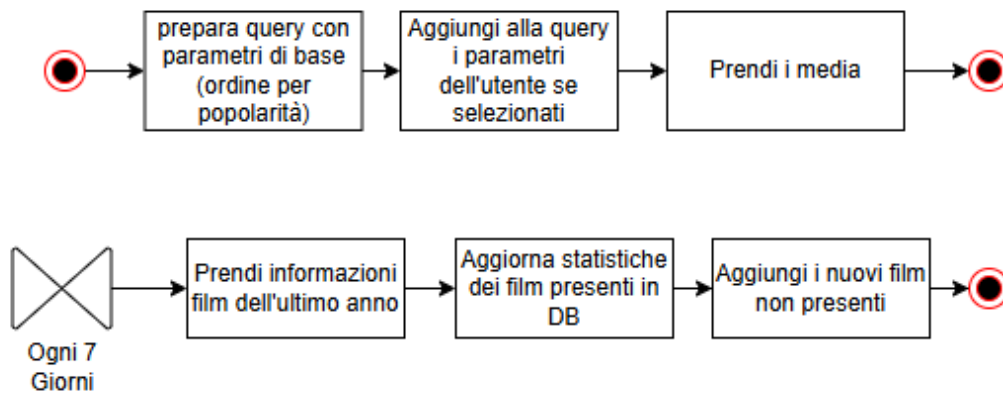 prepara query con
parametri di base
(ordine per
popolarità)
Aggiungi alla query
i parametri
dell'utente se
selezionati
Prendi i media
Ogni 7
Giorni
Prendi informazioni
film dell'ultimo anno
Aggiorna statistiche
dei film presenti in
DB
Aggiungi i nuovi film
non presenti